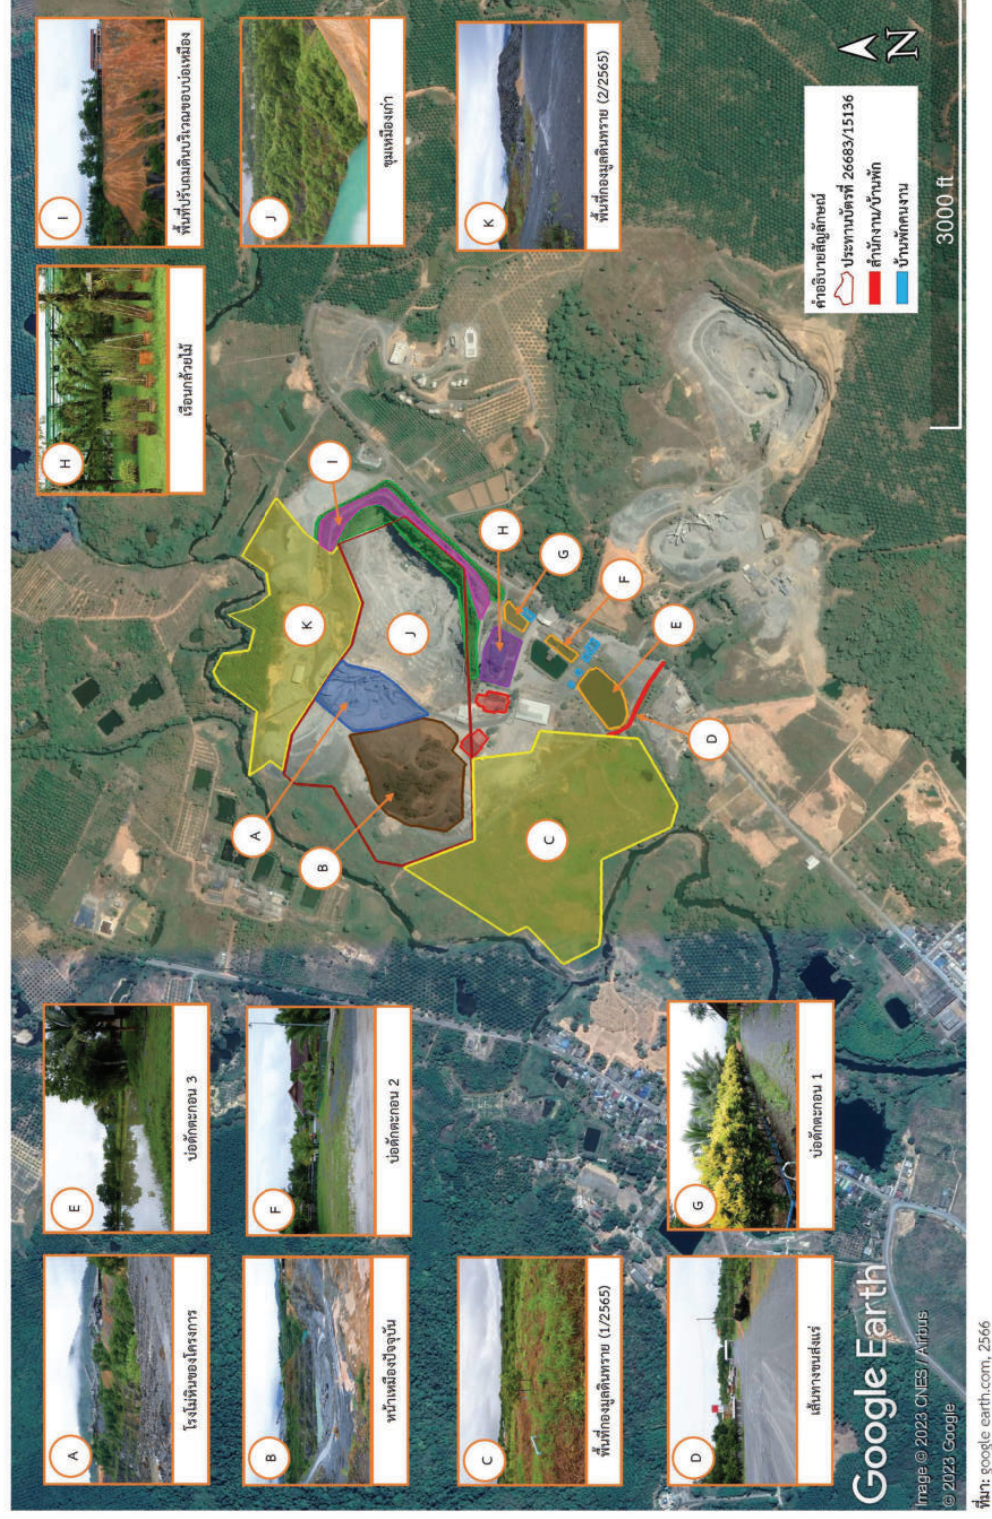 A
โรงโม่หินของโครงการ
E
บ่อดักตะกอน 3
H
เรือนกล้วยไม้
I
พื้นที่ปรับถมดินบริเวณขอบบ่อเหมือง
B
หน้าเหมืองปัจจุบัน
F
บ่อดักตะกอน 2
J
ขุมเหมืองเก่า
C
พื้นที่กองมูลดินทราย (1/2565)
K
พื้นที่กองมูลดินทราย (2/2565)
D
เส้นทางขนส่งแร่
G
บ่อดักตะกอน 1
A
B
C
D
E
F
G
H
I
J
K
คำอธิบายสัญลักษณ์
ประทานบัตรที่ 26683/15136
สำนักงาน/บ้านพัก
บ้านพักคนงาน
N
3000 ft
Google Earth
Image © 2023 CNES / Airbus
© 2023 Google
ที่มา: google earth.com, 2566